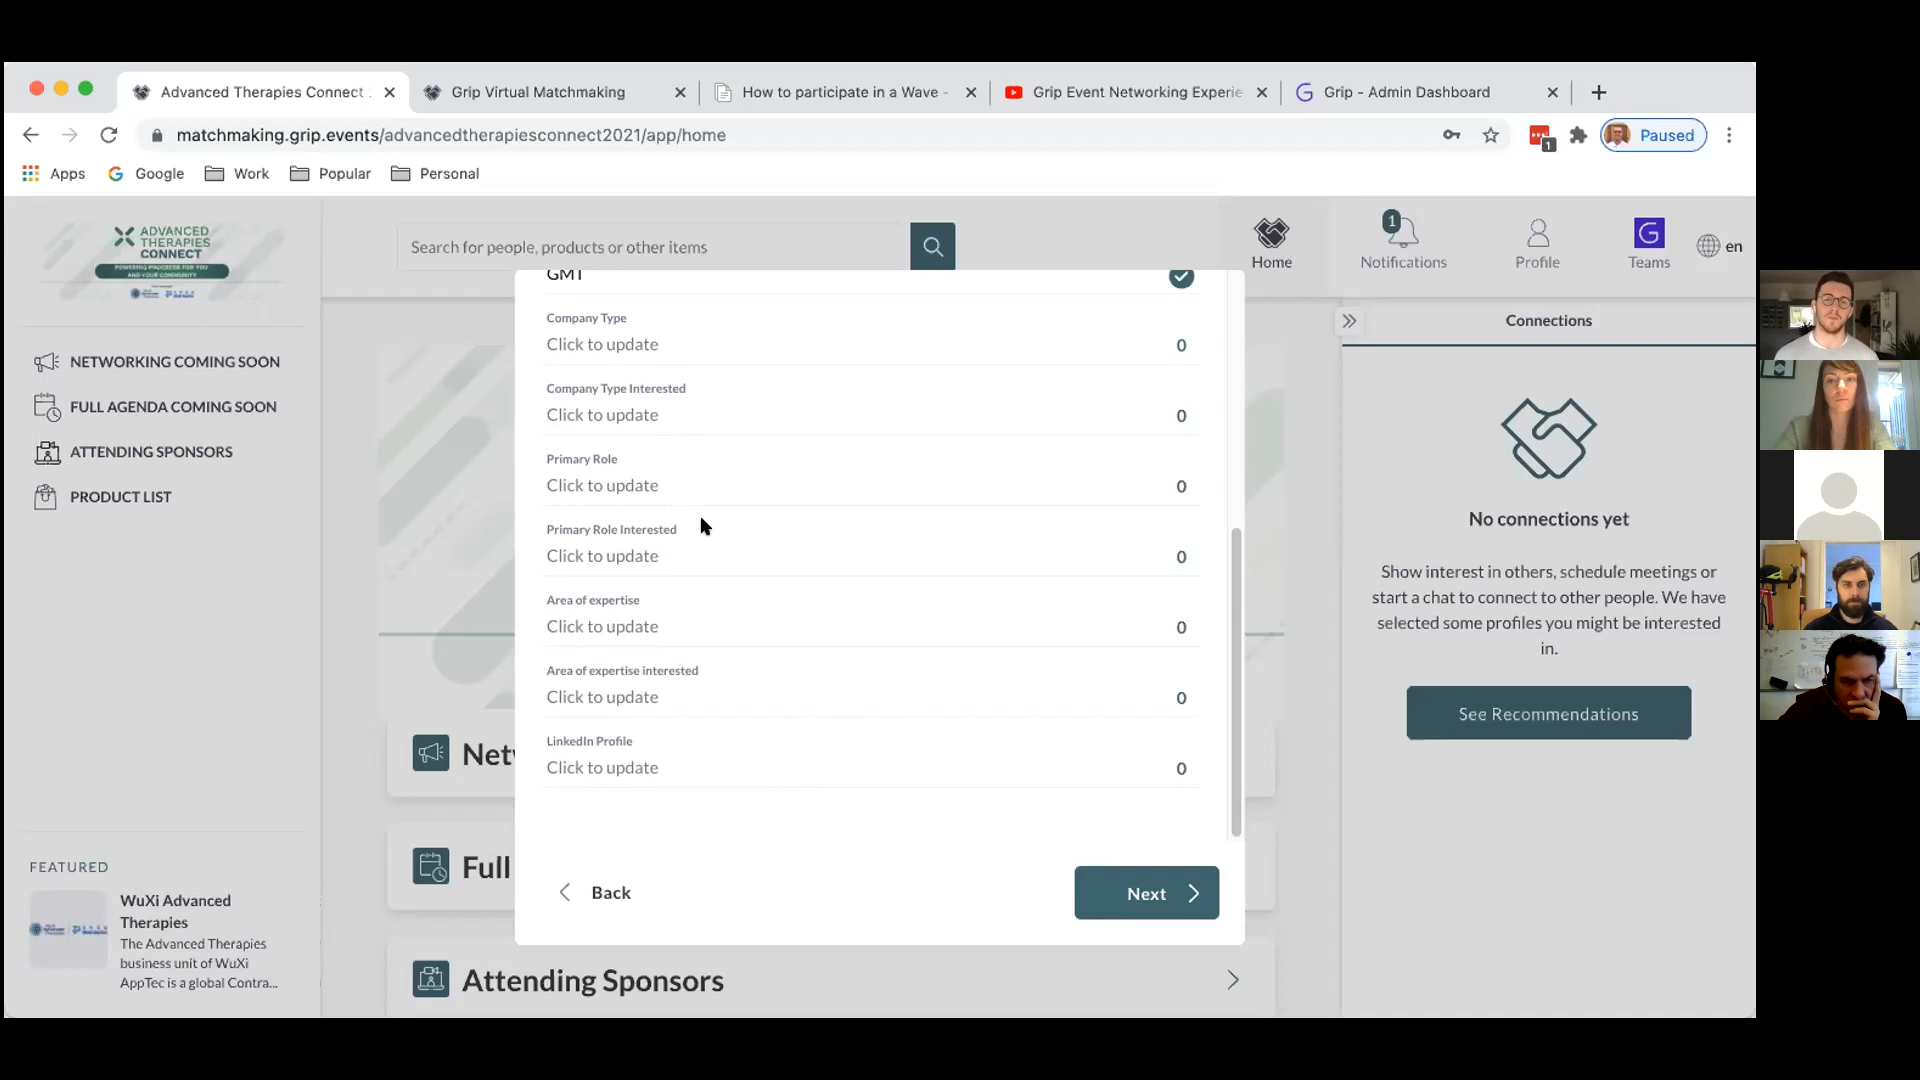 Advanced Therapies Connect
Grip Virtual Matchmaking
How to participate in a Wave -
Grip Event Networking Experie
Grip - Admin Dashboard
matchmaking.grip.events/advancedtherapiesconnect2021/app/home
1
Paused
Apps
Google
Work
Popular
Personal
ADVANCED
THERAPIES
CONNECT
POWERING PROGRESS FOR YOU
AND YOUR COMMUNITY
Search for people, products or other items
Home
1
Notifications
Profile
G
Teams
en
NETWORKING COMING SOON
FULL AGENDA COMING SOON
ATTENDING SPONSORS
PRODUCT LIST
FEATURED
WuXi Advanced
Therapies
The Advanced Therapies
business unit of WuXi
AppTec is a global Contra...
GMT
Company Type
Click to update 0
Company Type Interested
Click to update 0
Primary Role
Click to update 0
Primary Role Interested
Click to update 0
Area of expertise
Click to update 0
Area of expertise interested
Click to update 0
LinkedIn Profile
Click to update 0
Back
Next
Net
Full
Attending Sponsors
Connections
No connections yet
Show interest in others, schedule meetings or
start a chat to connect to other people. We have
selected some profiles you might be interested
in.
See Recommendations